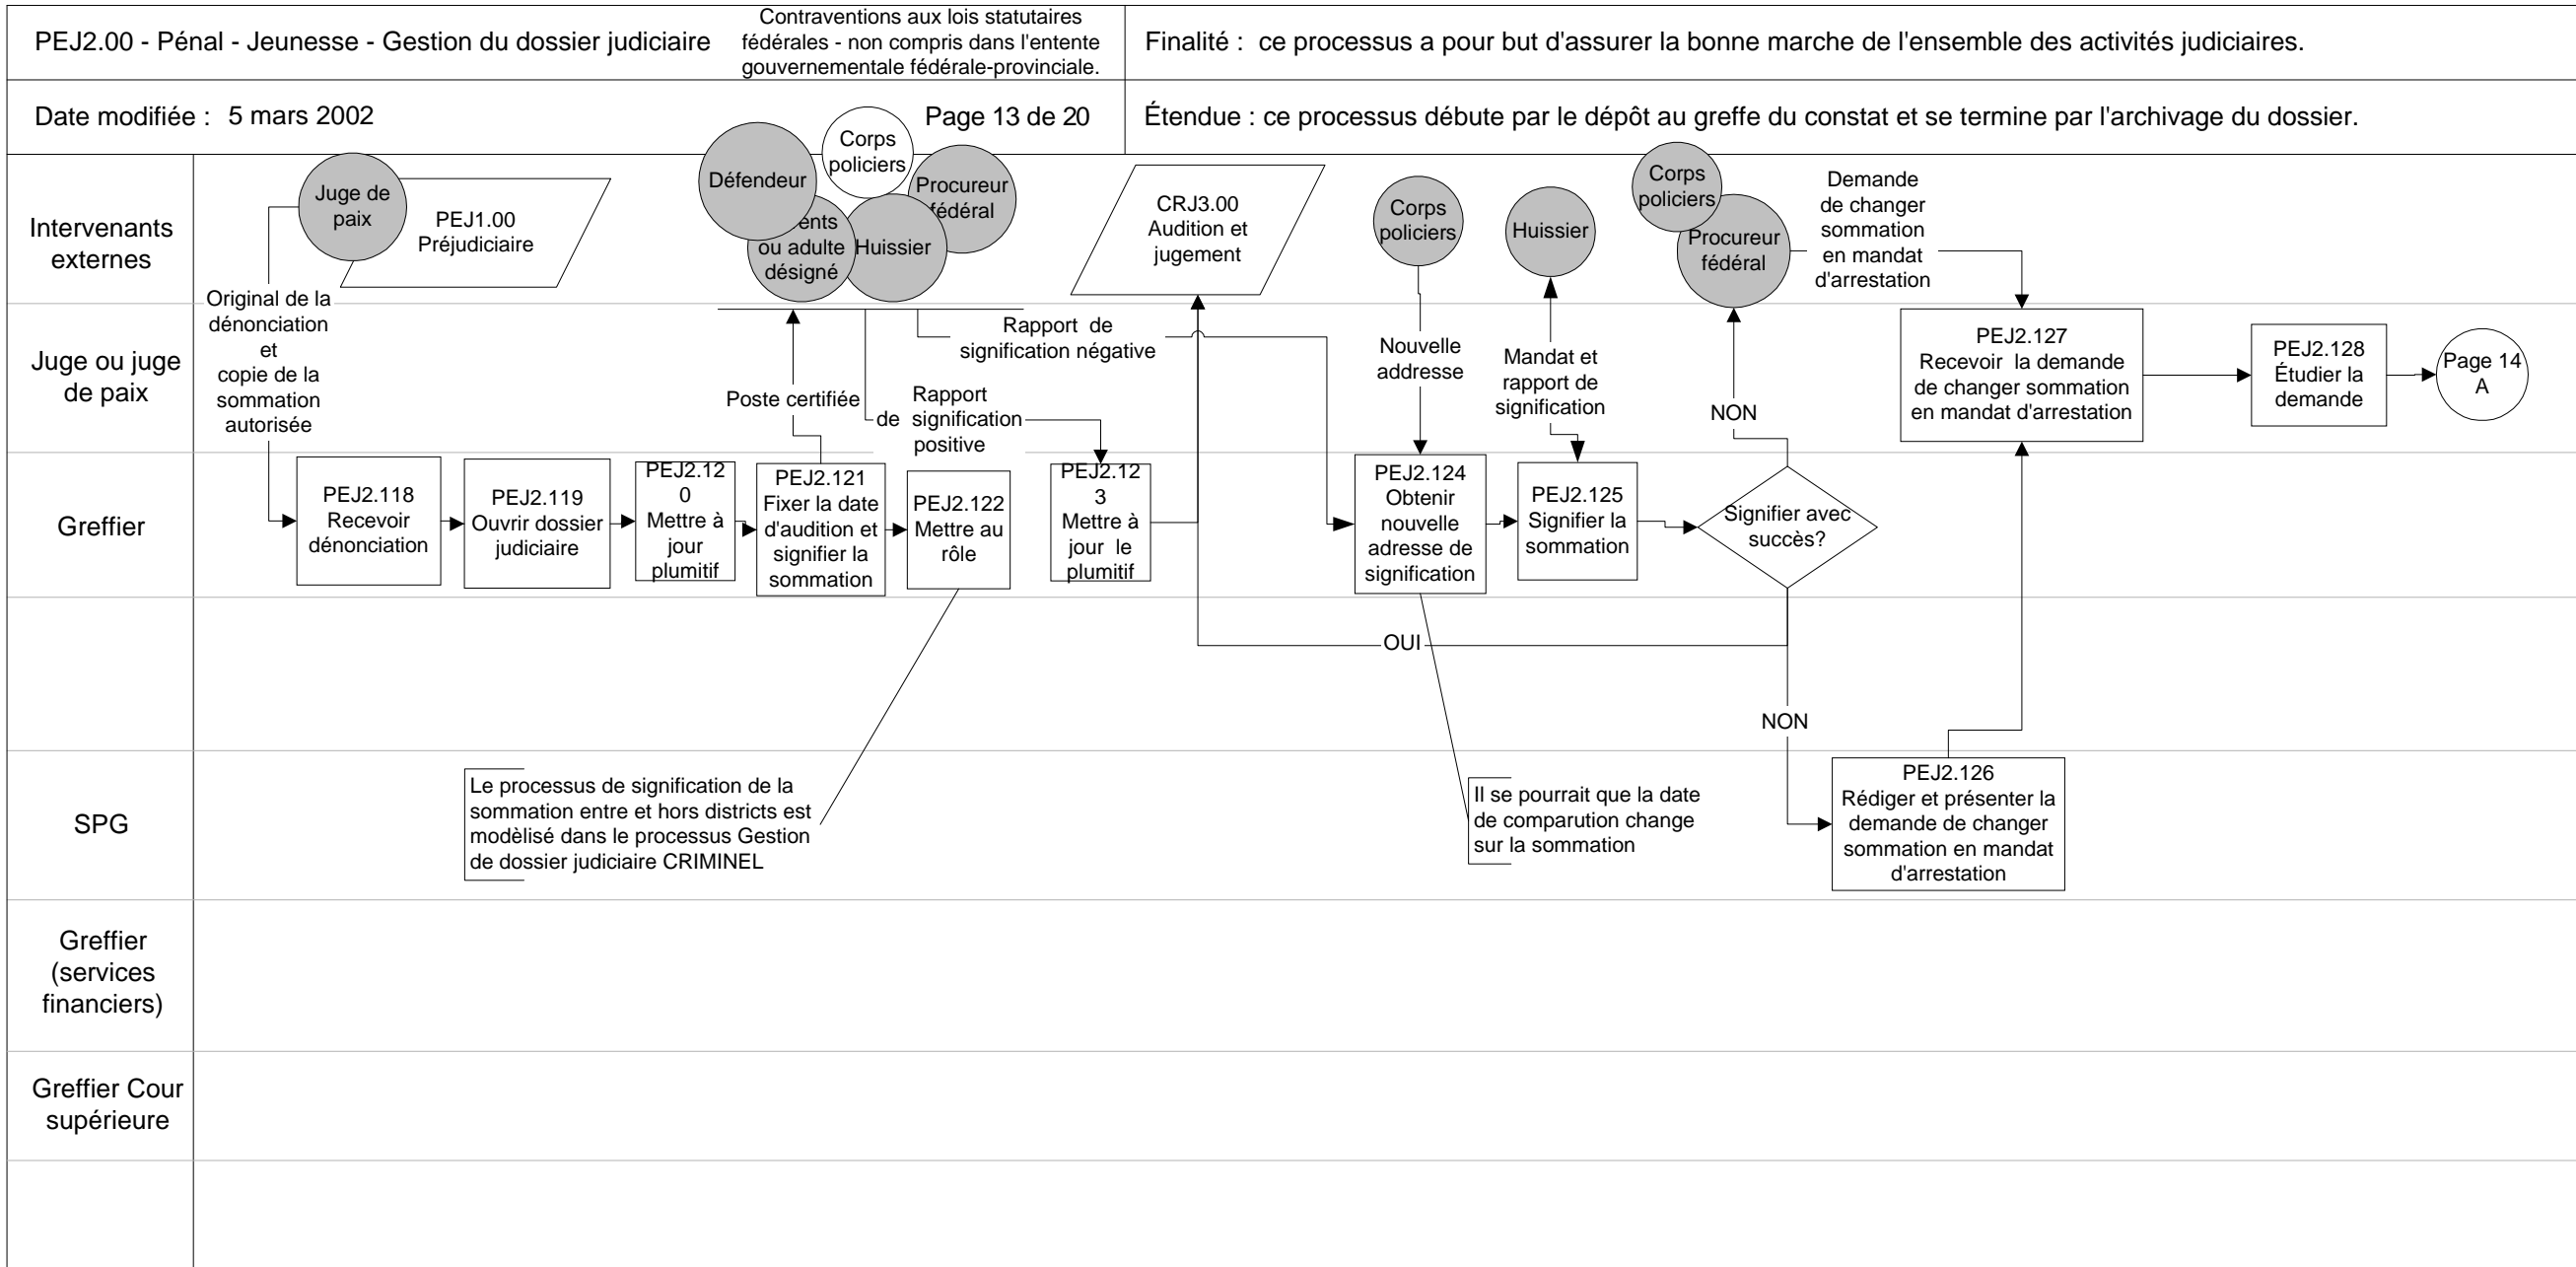 PEJ2.00 - Pénal - Jeunesse - Gestion du dossier judiciaire
Contraventions aux lois statutaires
fédérales - non compris dans l'entente
gouvernementale fédérale-provinciale.
Finalité : ce processus a pour but d'assurer la bonne marche de l'ensemble des activités judiciaires.
Date modifiée : 5 mars 2002
Page 13 de 20
Étendue : ce processus débute par le dépôt au greffe du constat et se termine par l'archivage du dossier.
Intervenants
externes
Juge de
paix
PEJ1.00
Préjudiciaire
Défendeur
Corps
policiers
Procureur
fédéral
ou adulte
désigné
Huissier
CRJ3.00
Audition et
jugement
Corps
policiers
Huissier
Corps
policiers
Procureur
fédéral
Demande
de changer
sommation
en mandat
d'arrestation
Juge ou juge
de paix
Original de la
dénonciation
et
copie de la
sommation
autorisée
Poste certifiée
Rapport de
signification négative
Rapport
de signification
positive
Nouvelle
addresse
Mandat et
rapport de
signification
NON
PEJ2.127
Recevoir la demande
de changer sommation
en mandat d'arrestation
PEJ2.128
Étudier la
demande
Page 14
A
Greffier
PEJ2.118
Recevoir
dénonciation
PEJ2.119
Ouvrir dossier
judiciaire
PEJ2.12
0
Mettre à
jour
plumitif
PEJ2.121
Fixer la date
d'audition et
signifier la
sommation
PEJ2.122
Mettre au
rôle
PEJ2.12
3
Mettre à
jour le
plumitif
PEJ2.124
Obtenir
nouvelle
adresse de
signification
PEJ2.125
Signifier la
sommation
Signifier avec
succès?
OUI
NON
SPG
Le processus de signification de la
sommation entre et hors districts est
modèlisé dans le processus Gestion
de dossier judiciaire CRIMINEL
Il se pourrait que la date
de comparution change
sur la sommation
PEJ2.126
Rédiger et présenter la
demande de changer
sommation en mandat
d'arrestation
Greffier
(services
financiers)
Greffier Cour
supérieure